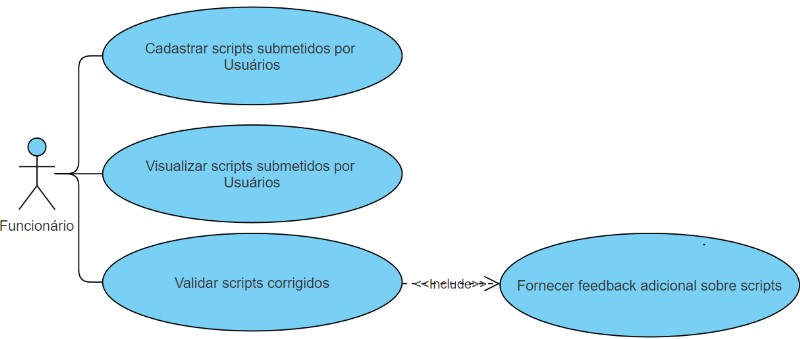 Cadastrar scripts submetidos por
Usuários
Visualizar scripts submetidos por
Usuários
Funcionário
Validar scripts corrigidos
<<Include>>
Fornecer feedback adicional sobre scripts